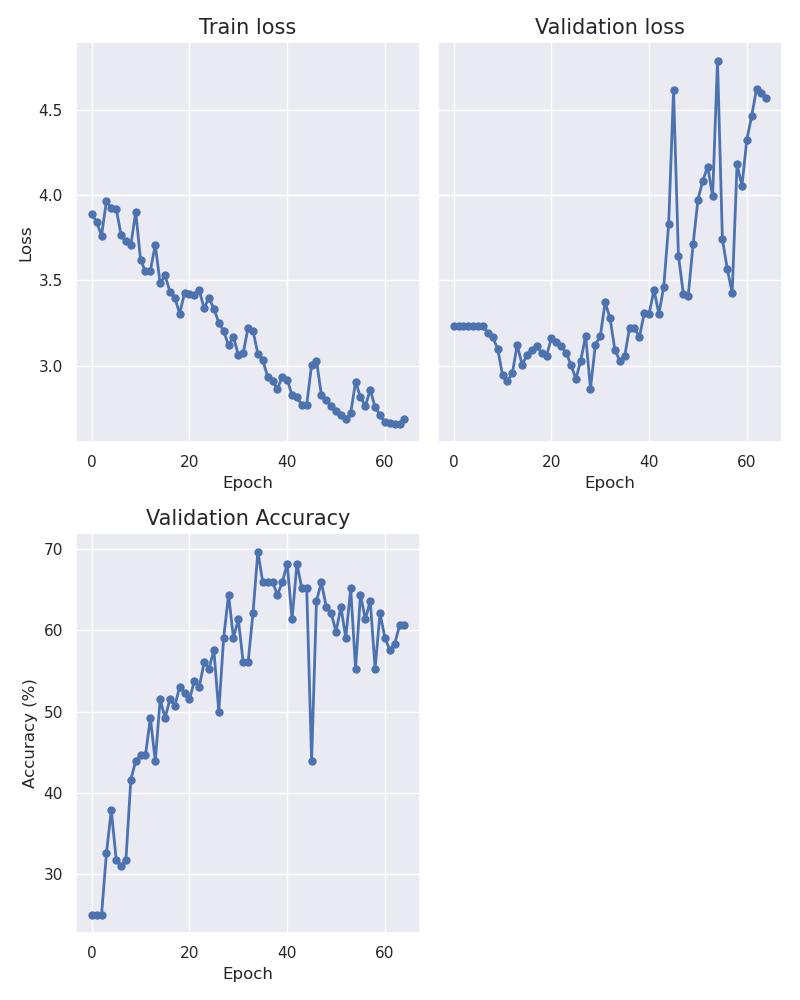 Train loss
Validation loss
4.5
4.0
3.5
3.0
Loss
0 20 40 60
0 20 40 60
Epoch
Epoch
Validation Accuracy
70
60
50
40
30
Accuracy (%)
0 20 40 60
Epoch